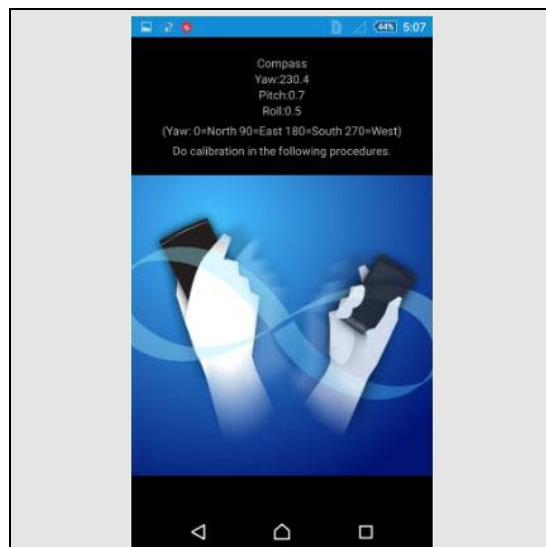 44% 5:07
Compass
Yaw:230.4
Pitch:0.7
Roll:0.5
(Yaw: 0=North 90=East 180=South 270=West)
Do calibration in the following procedures.